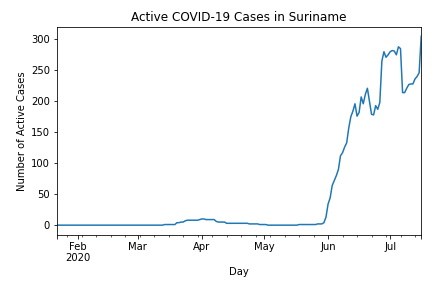 Active COVID-19 Cases in Suriname
Number of Active Cases
300
250
200
150
100
50
0
Feb Mar Apr May Jun Jul
2020
Day